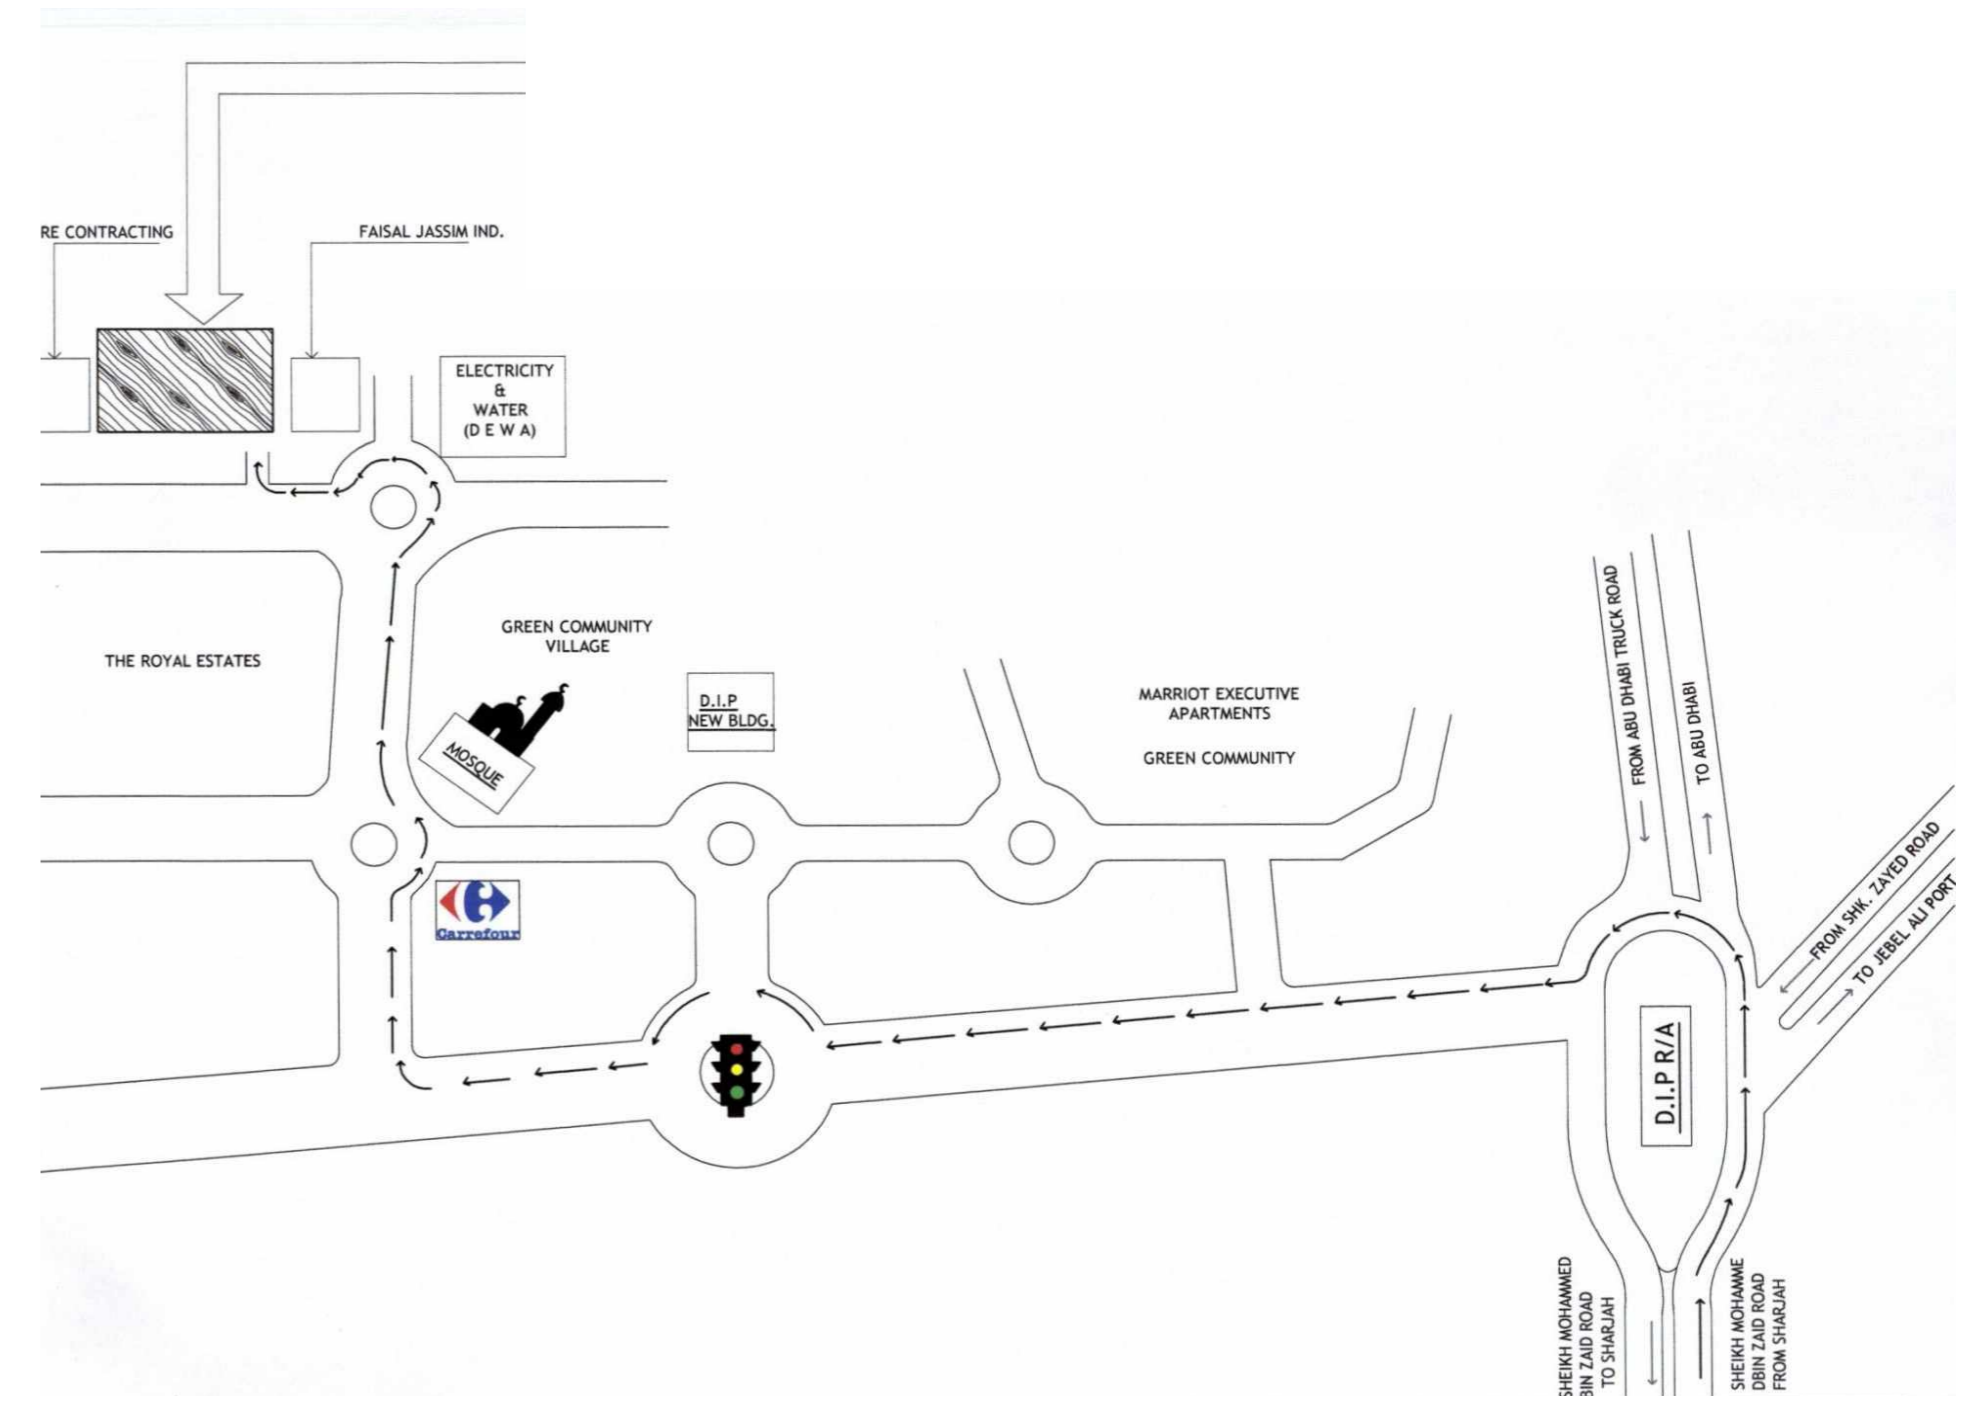 RE CONTRACTING
FAISAL JASSIM IND.
ELECTRICITY
&
WATER
(D E W A)
GREEN COMMUNITY
VILLAGE
THE ROYAL ESTATES
MOSQUE
D.I.P
NEW BLDG.
MARRIOT EXECUTIVE
APARTMENTS
GREEN COMMUNITY
FROM ABU DHABI TRUCK ROAD
TO ABU DHABI
FROM SHK. ZAYED ROAD
TO JEBEL ALI PORT
Carrefour
D.I.P R/A
SHEIKH MOHAMMED
BIN ZAID ROAD
TO SHARJAH
SHEIKH MOHAMME
DBIN ZAID ROAD
FROM SHARJAH